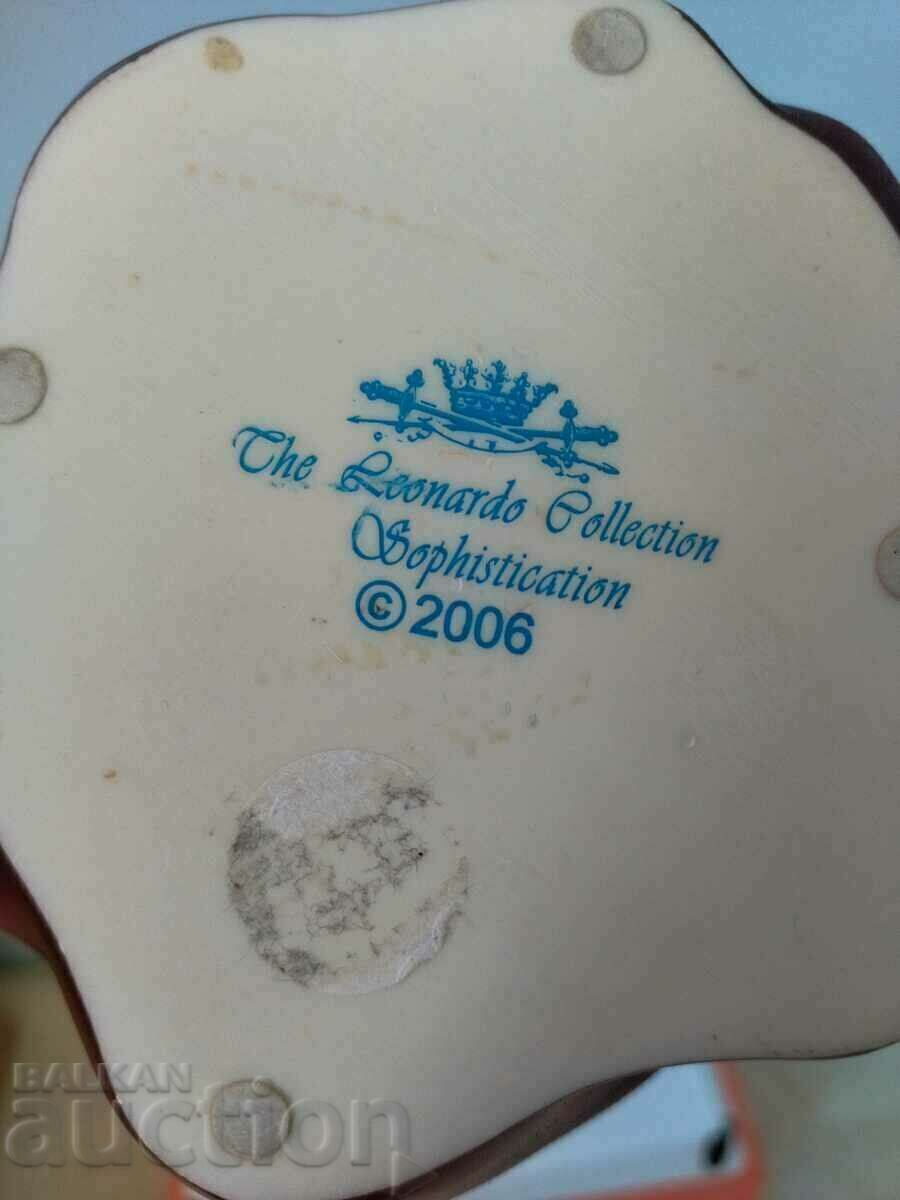 The Leonardo Collection
Sophistication
©2006
BALKAN
auction